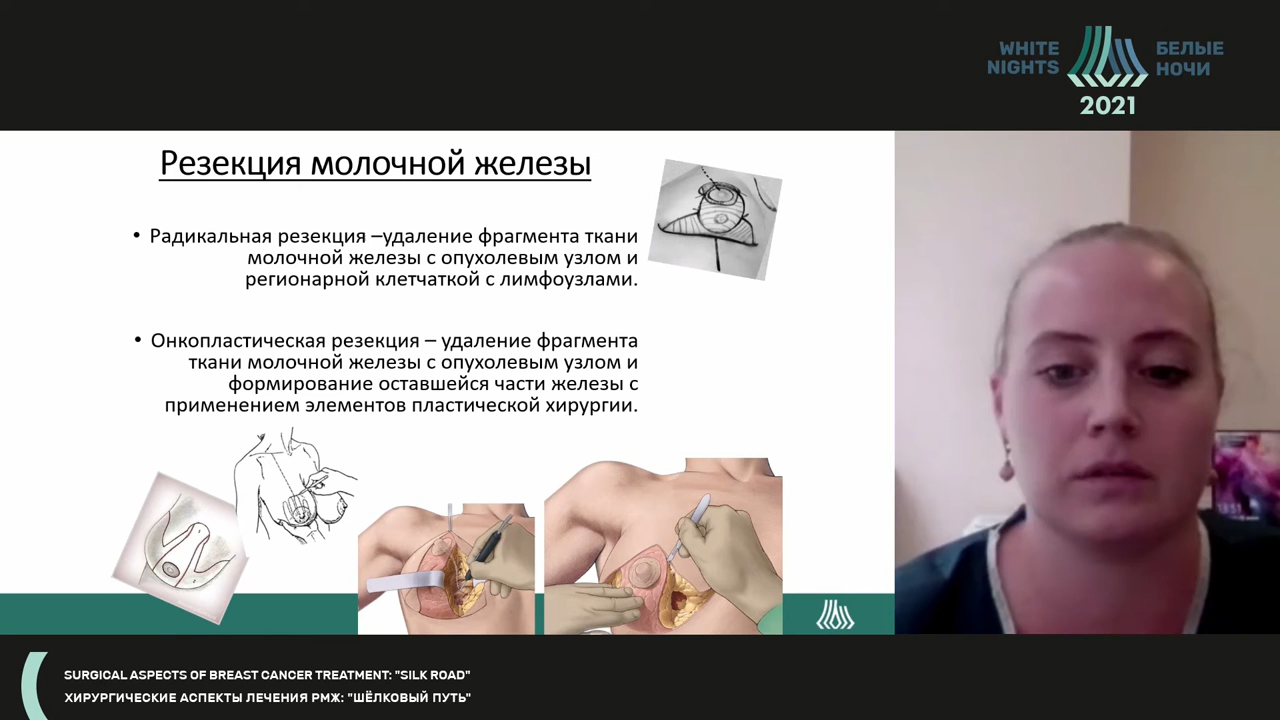 WHITE NIGHTS
БЕЛЫЕ НОЧИ
2021
Резекция молочной железы
• Радикальная резекция –удаление фрагмента ткани
молочной железы с опухолевым узлом и
регионарной клетчаткой с лимфоузлами.
• Онкопластическая резекция – удаление фрагмента
ткани молочной железы с опухолевым узлом и
формирование оставшейся части железы с
применением элементов пластической хирургии.
18:51
SURGICAL ASPECTS OF BREAST CANCER TREATMENT: "SILK ROAD"
ХИРУРГИЧЕСКИЕ АСПЕКТЫ ЛЕЧЕНИЯ РМЖ: "ШЁЛКОВЫЙ ПУТЬ"